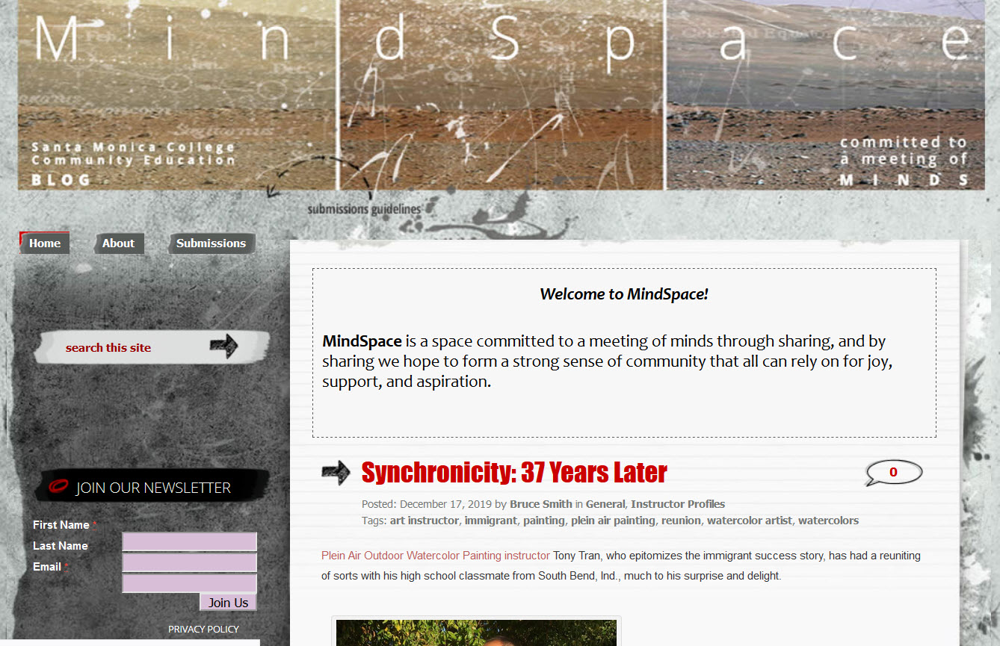 MindSpace
Santa Monica College
Community Education
BLOG
committed to
a meeting of
MINDS
submissions guidelines
Home
About
Submissions
search this site
JOIN OUR NEWSLETTER
First Name *
Last Name
Email *
Join Us
PRIVACY POLICY
Welcome to MindSpace!
MindSpace is a space committed to a meeting of minds through sharing, and by
sharing we hope to form a strong sense of community that all can rely on for joy,
support, and aspiration.
Synchronicity: 37 Years Later
0
Posted: December 17, 2019 by Bruce Smith in General, Instructor Profiles
Tags: art instructor, immigrant, painting, plein air painting, reunion, watercolor artist, watercolors
Plein Air Outdoor Watercolor Painting instructor Tony Tran, who epitomizes the immigrant success story, has had a reuniting
of sorts with his high school classmate from South Bend, Ind., much to his surprise and delight.